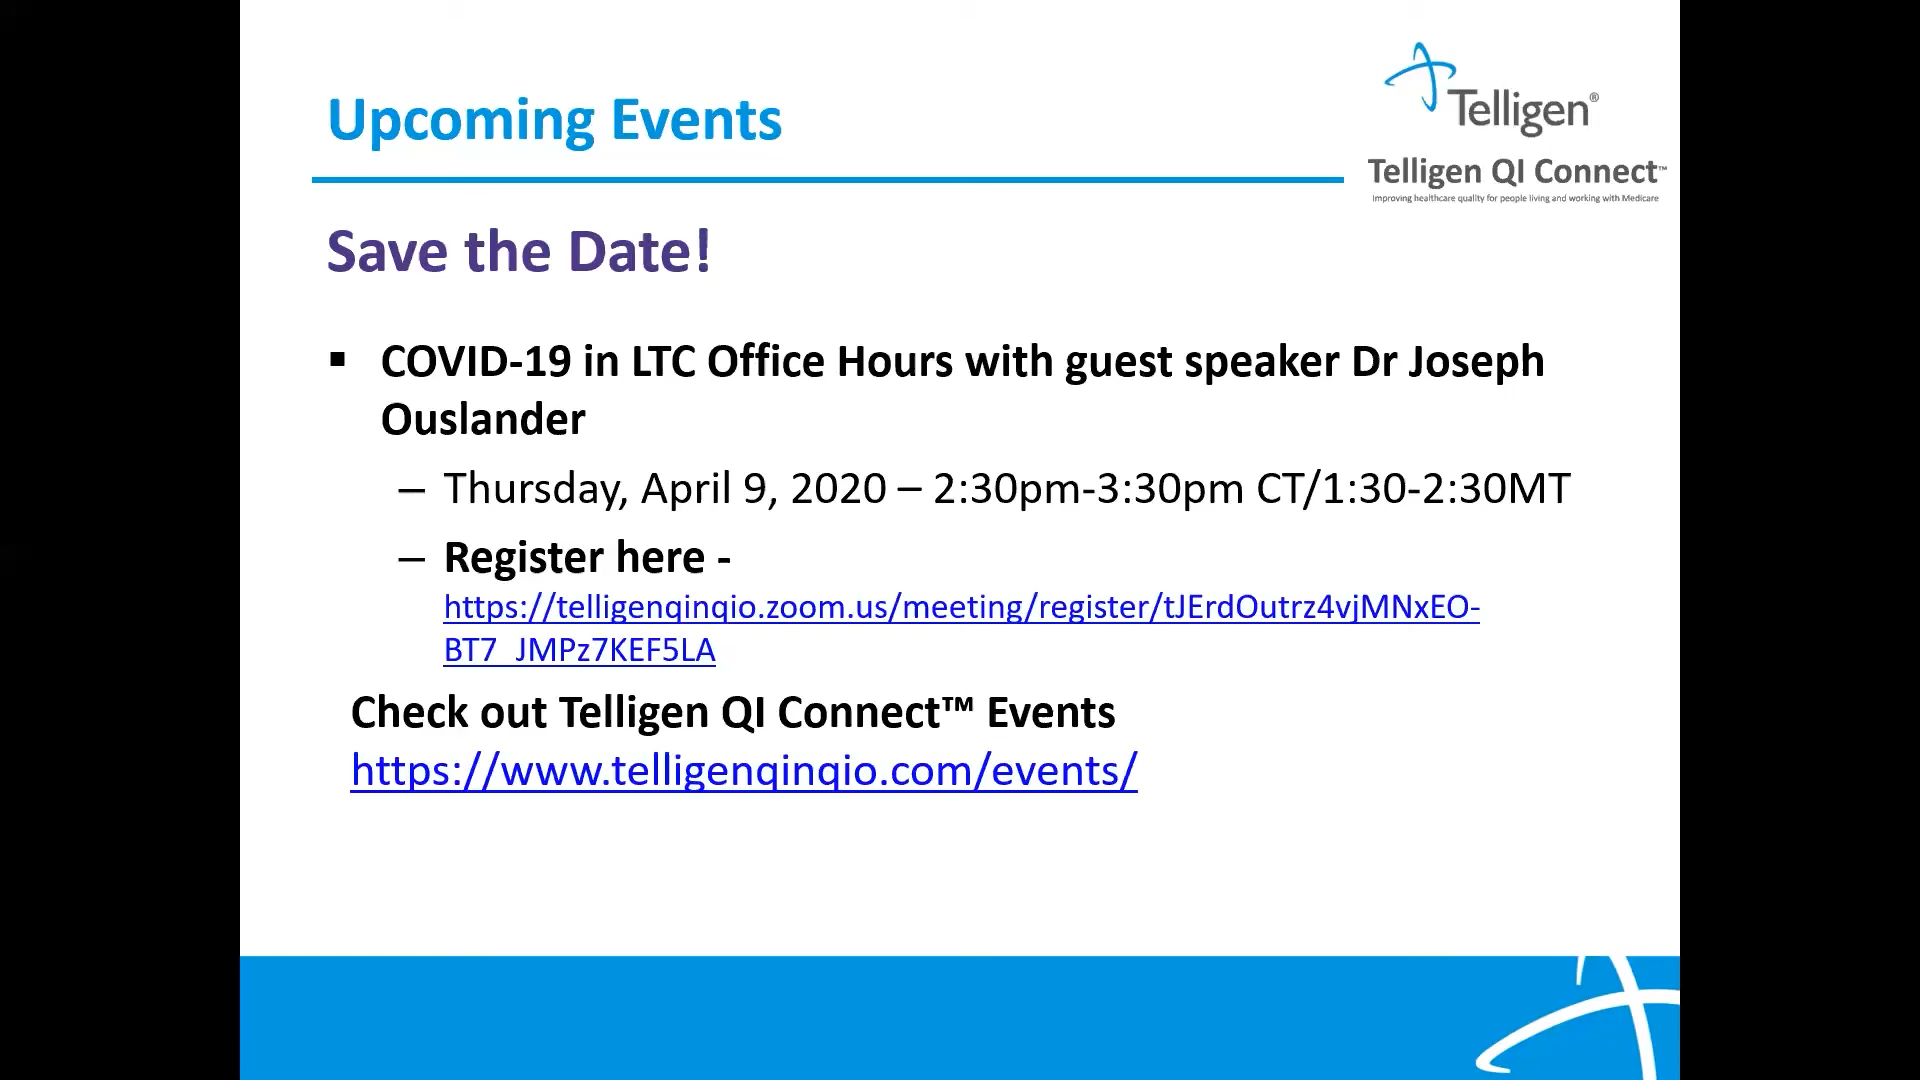 Telligen®
Upcoming Events
Telligen QI Connect™
Improving healthcare quality for people living and working with Medicare
Save the Date!
▪ COVID-19 in LTC Office Hours with guest speaker Dr Joseph
Ouslander
– Thursday, April 9, 2020 – 2:30pm-3:30pm CT/1:30-2:30MT
– Register here -
https://telligenqinqio.zoom.us/meeting/register/tJErdOutrz4vjMNxEO-
BT7_JMPz7KEF5LA
Check out Telligen QI Connect™ Events
https://www.telligenqinqio.com/events/